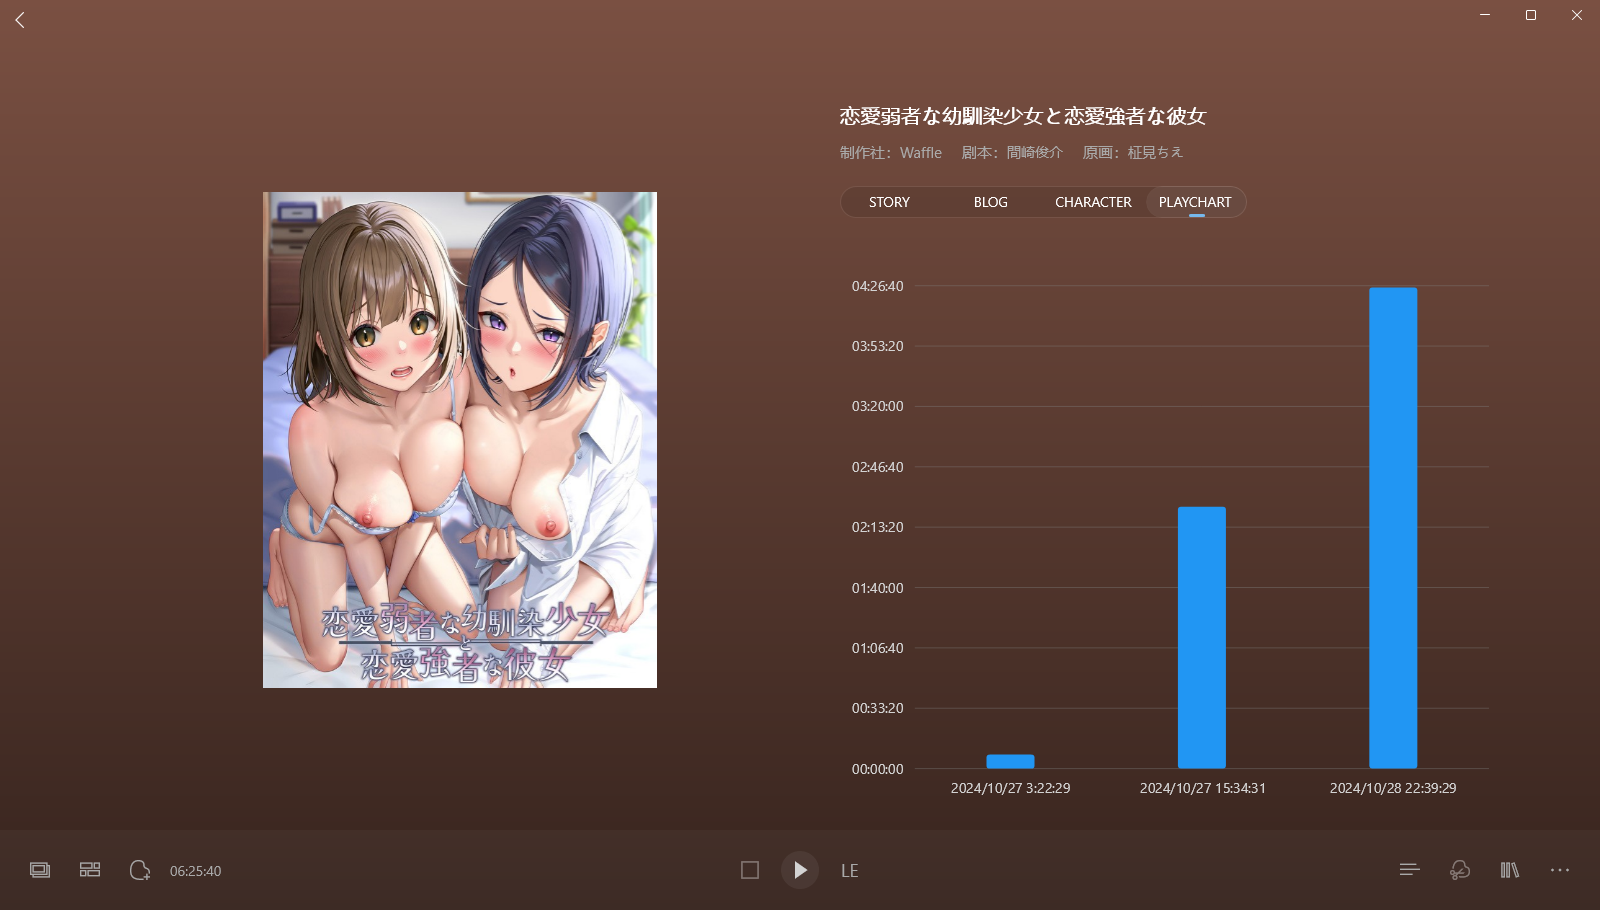 恋愛弱者な幼馴染少女と恋愛強者な彼女
制作社：Waffle 剧本：間崎俊介 原画：柾見ちえ
STORY BLOG CHARACTER PLAYCHART
恋愛弱者な幼馴染少女
と
恋愛強者な彼女
04:26:40
03:53:20
03:20:00
02:46:40
02:13:20
01:40:00
01:06:40
00:33:20
00:00:00
2024/10/27 3:22:29 2024/10/27 15:34:31 2024/10/28 22:39:29
06:25:40 LE